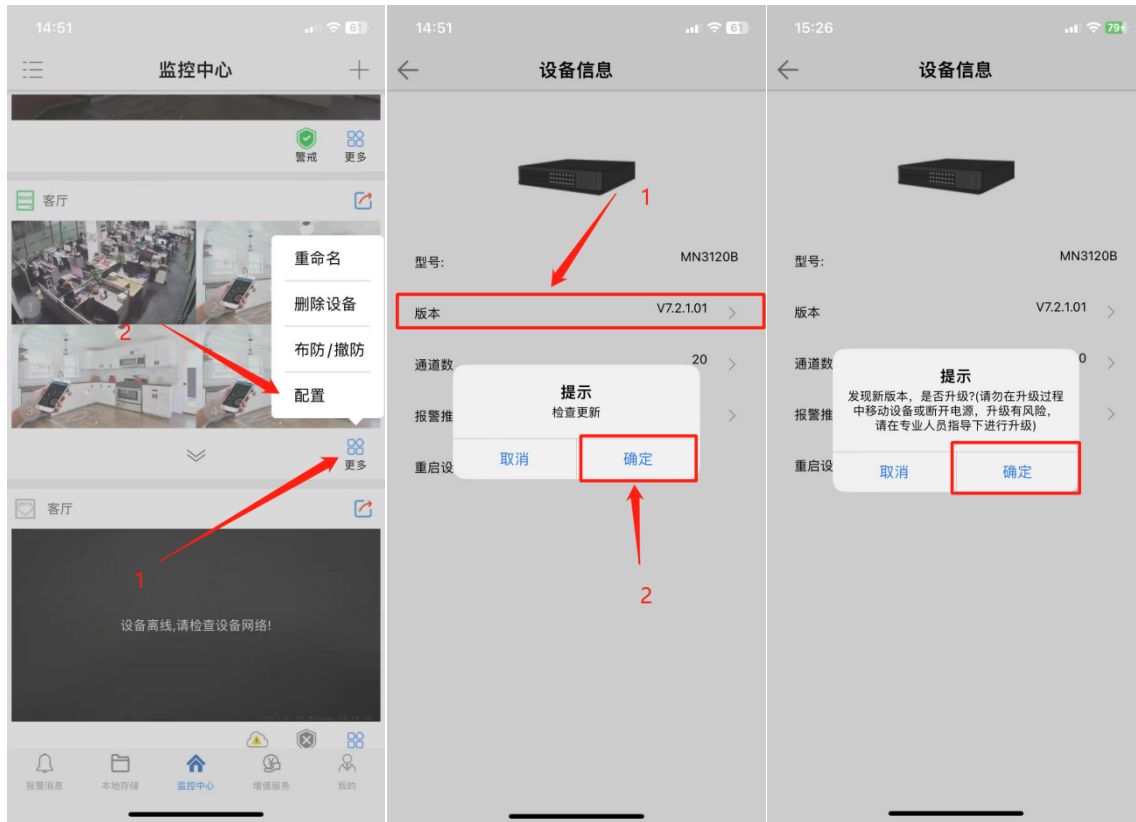 14:51
61
监控中心
警戒
更多
客厅
1
2
3
4
重命名
删除设备
布防/撤防
配置
2
更多
客厅
1
设备离线,请检查设备网络!
报警消息
本地存储
监控中心
增值服务
我的
14:51
61
设备信息
1
型号:
MN3120B
版本
V7.2.1.01
通道数
20
报警推
重启设
提示
检查更新
取消
确定
2
15:26
79
设备信息
型号:
MN3120B
版本
V7.2.1.01
通道数
0
报警推
重启设
提示
发现新版本，是否升级?(请勿在升级过程
中移动设备或断开电源，升级有风险，
请在专业人员指导下进行升级)
取消
确定